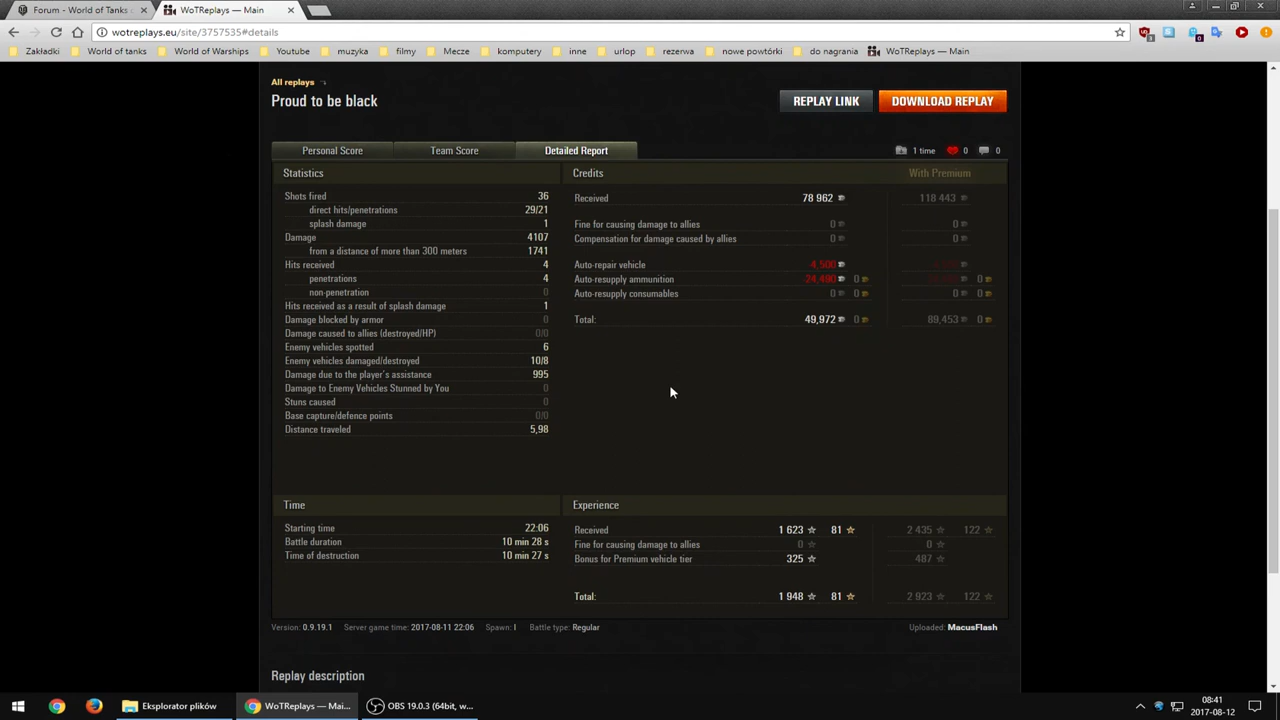 Forum - World of Tanks
WoTReplays — Main
wotreplays.eu/site/3757535#details
Zakładki World of tanks World of Warships Youtube muzyka filmy Mecze komputery inne urlop rezerwa nowe powtórki do nagrania WoTReplays — Main
All replays
Proud to be black
REPLAY LINK DOWNLOAD REPLAY
Personal Score Team Score Detailed Report 1 time 0 0
Statistics
Shots fired 36
direct hits/penetrations 29/21
splash damage 1
Damage 4107
from a distance of more than 300 meters 1741
Hits received 4
penetrations 4
non-penetration 0
Hits received as a result of splash damage 1
Damage blocked by armor 0
Damage caused to allies (destroyed/HP) 0/0
Enemy vehicles spotted 6
Enemy vehicles damaged/destroyed 10/8
Damage due to the player's assistance 995
Damage to Enemy Vehicles Stunned by You 0
Stuns caused 0
Base capture/defence points 0/0
Distance traveled 5,98
Credits With Premium
Received 78 962 118 443
Fine for causing damage to allies 0 0
Compensation for damage caused by allies 0 0
Auto-repair vehicle 4,500
Auto-resupply ammunition 24,490 0 0
Auto-resupply consumables 0 0 0 0
Total: 49,972 0 89,453 0
Time
Starting time 22:06
Battle duration 10 min 28 s
Time of destruction 10 min 27 s
Experience
Received 1 623 81 2 435 122
Fine for causing damage to allies 0 0
Bonus for Premium vehicle tier 325 487
Total: 1 948 81 2 923 122
Version: 0.9.19.1 Server game time: 2017-08-11 22:06 Spawn: I Battle type: Regular Uploaded: MacusFlash
Replay description
Eksplorator plików WoTReplays — Mai... OBS 19.0.3 (64bit, w...
08:41
2017-08-12